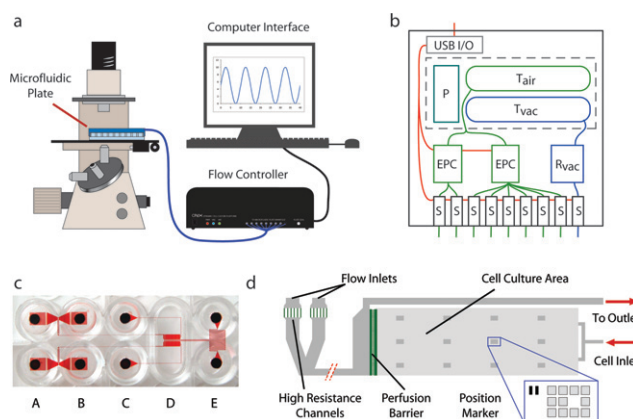 a
Computer Interface
Microfluidic
Plate
Flow Controller
b
USB I/O
P
Tair
Tvac
EPC
EPC
Rvac
S S S S S S S S S
c
A B C D E
d
Flow Inlets
Cell Culture Area
To Outle
Cell Inle
High Resistance
Channels
Perfusion
Barrier
Position
Marker